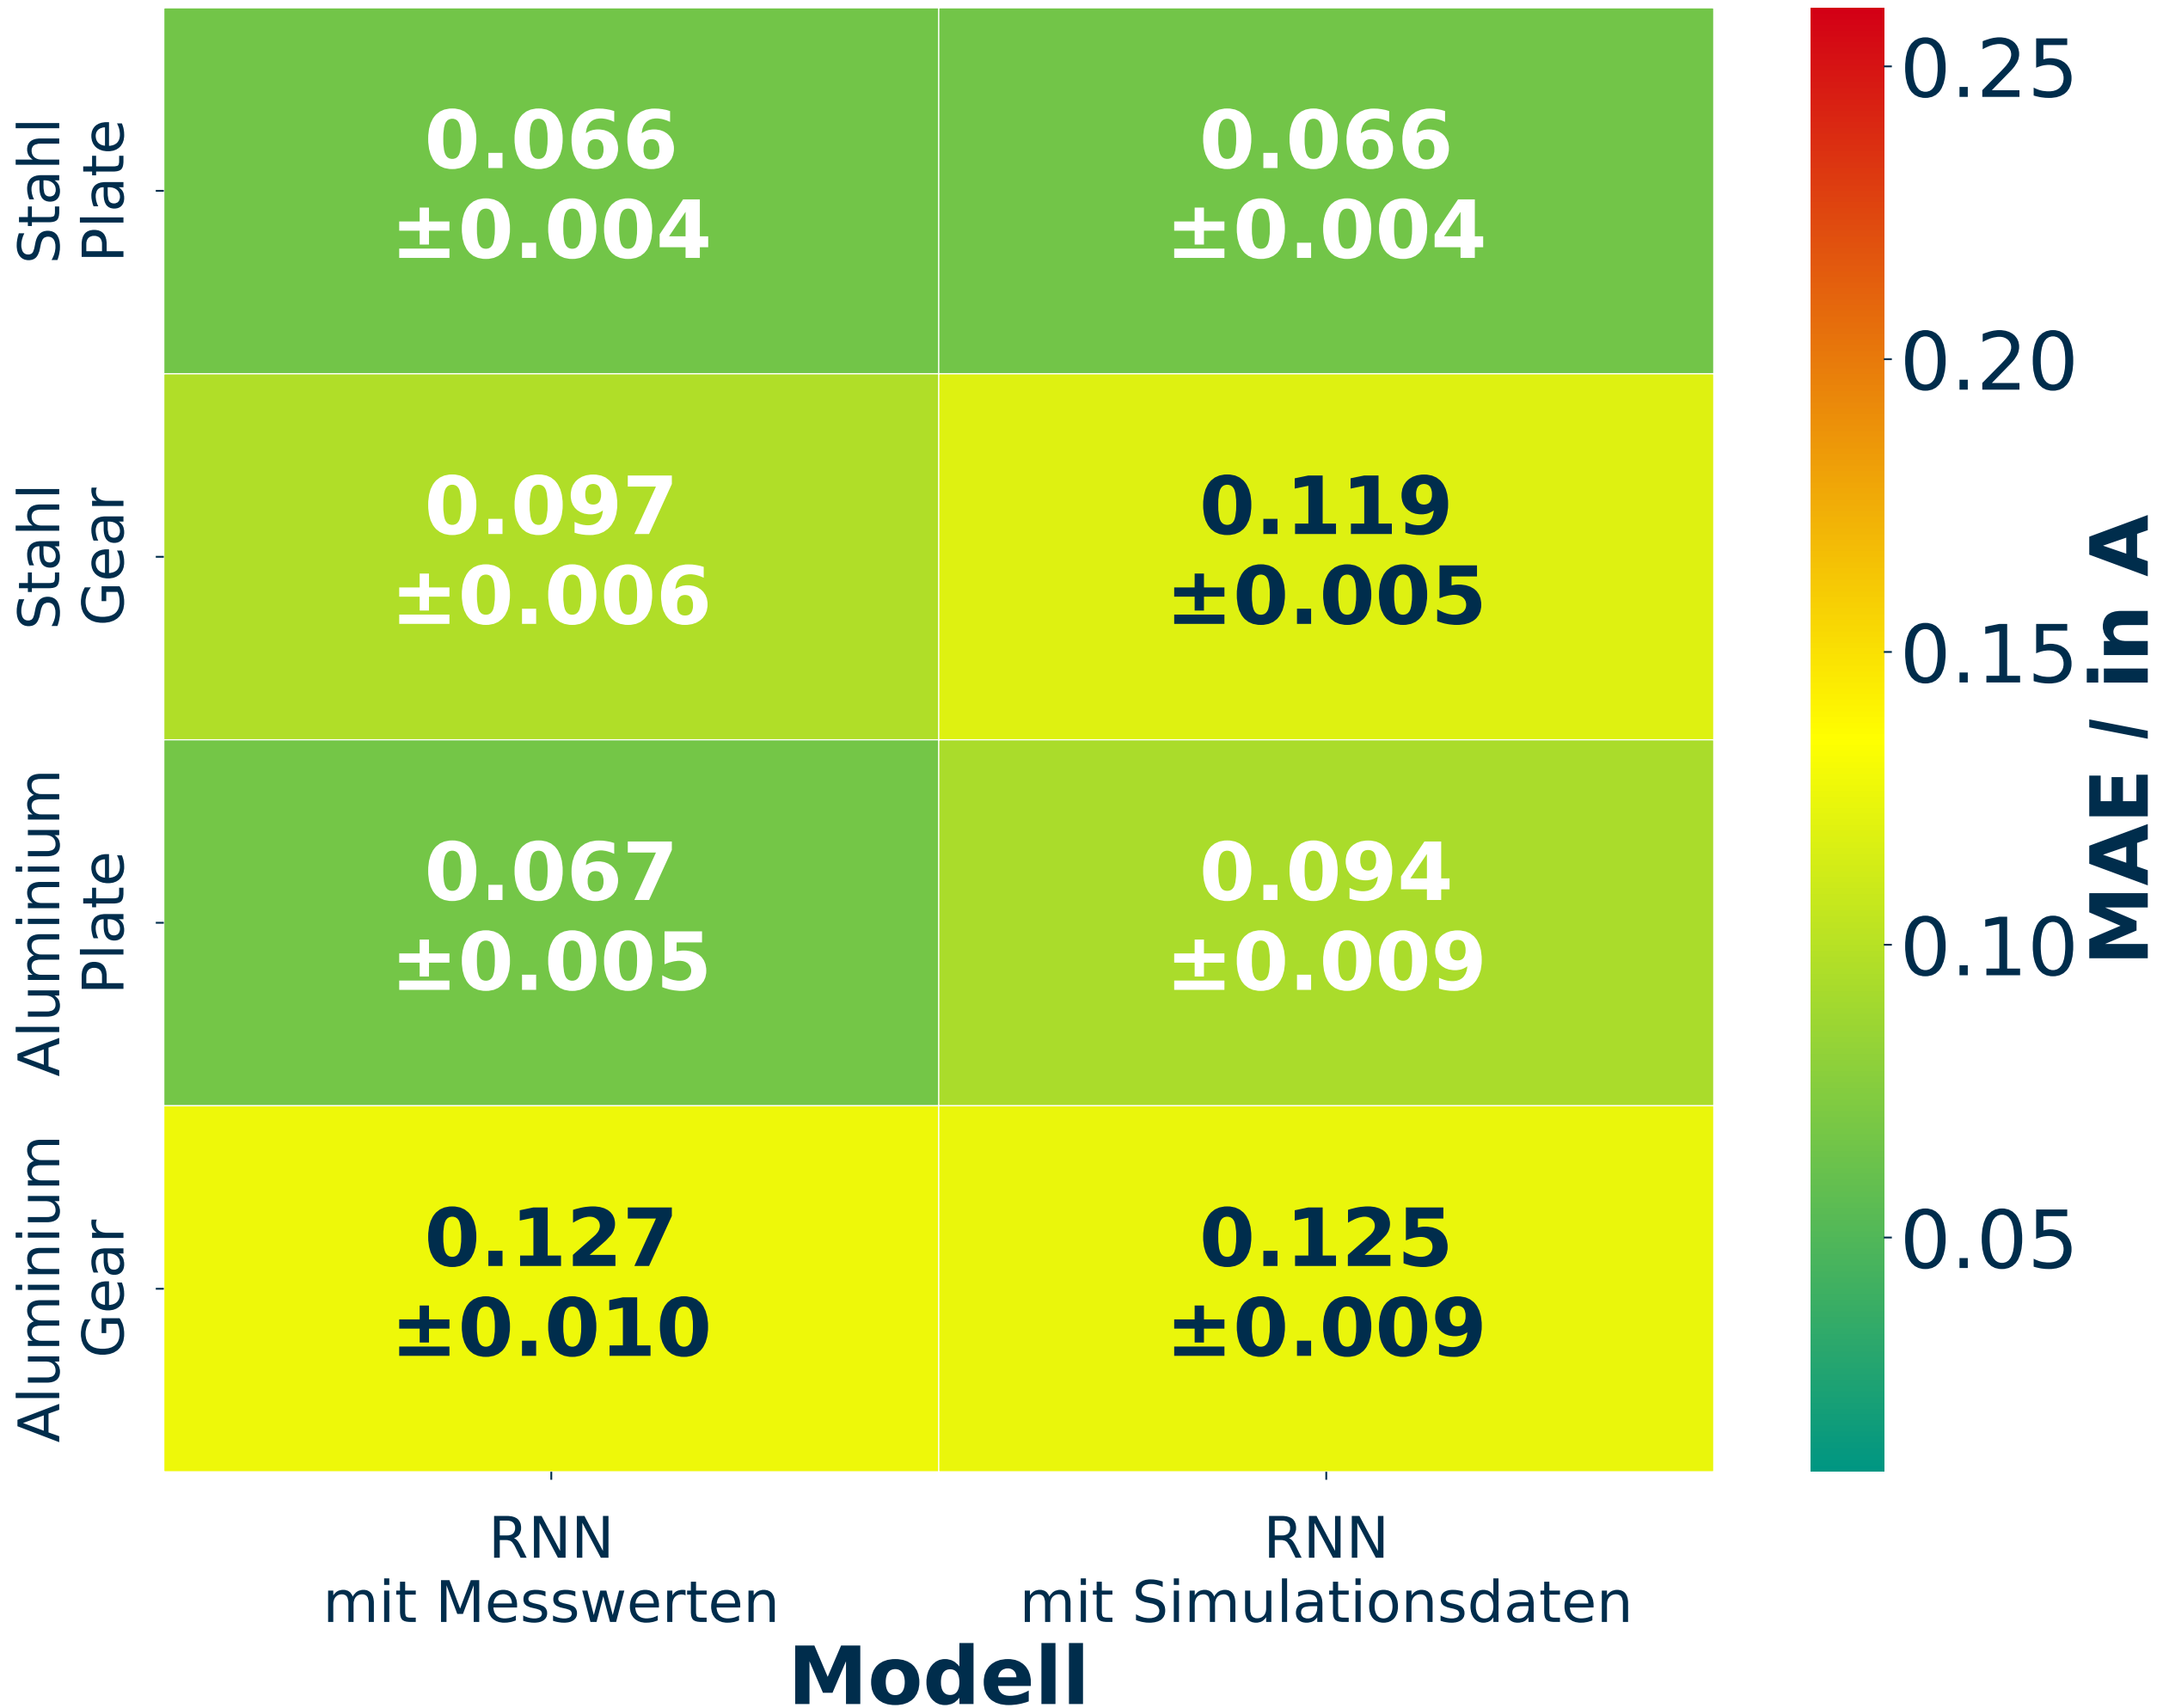 Stahl
Plate
0.066
±0.004
0.066
±0.004
Stahl
Gear
0.097
±0.006
0.119
±0.005
Aluminium
Plate
0.067
±0.005
0.094
±0.009
Aluminium
Gear
0.127
±0.010
0.125
±0.009
RNN
mit Messwerten
RNN
mit Simulationsdaten
Modell
0.25
0.20
0.15
0.10
0.05
MAE / in A